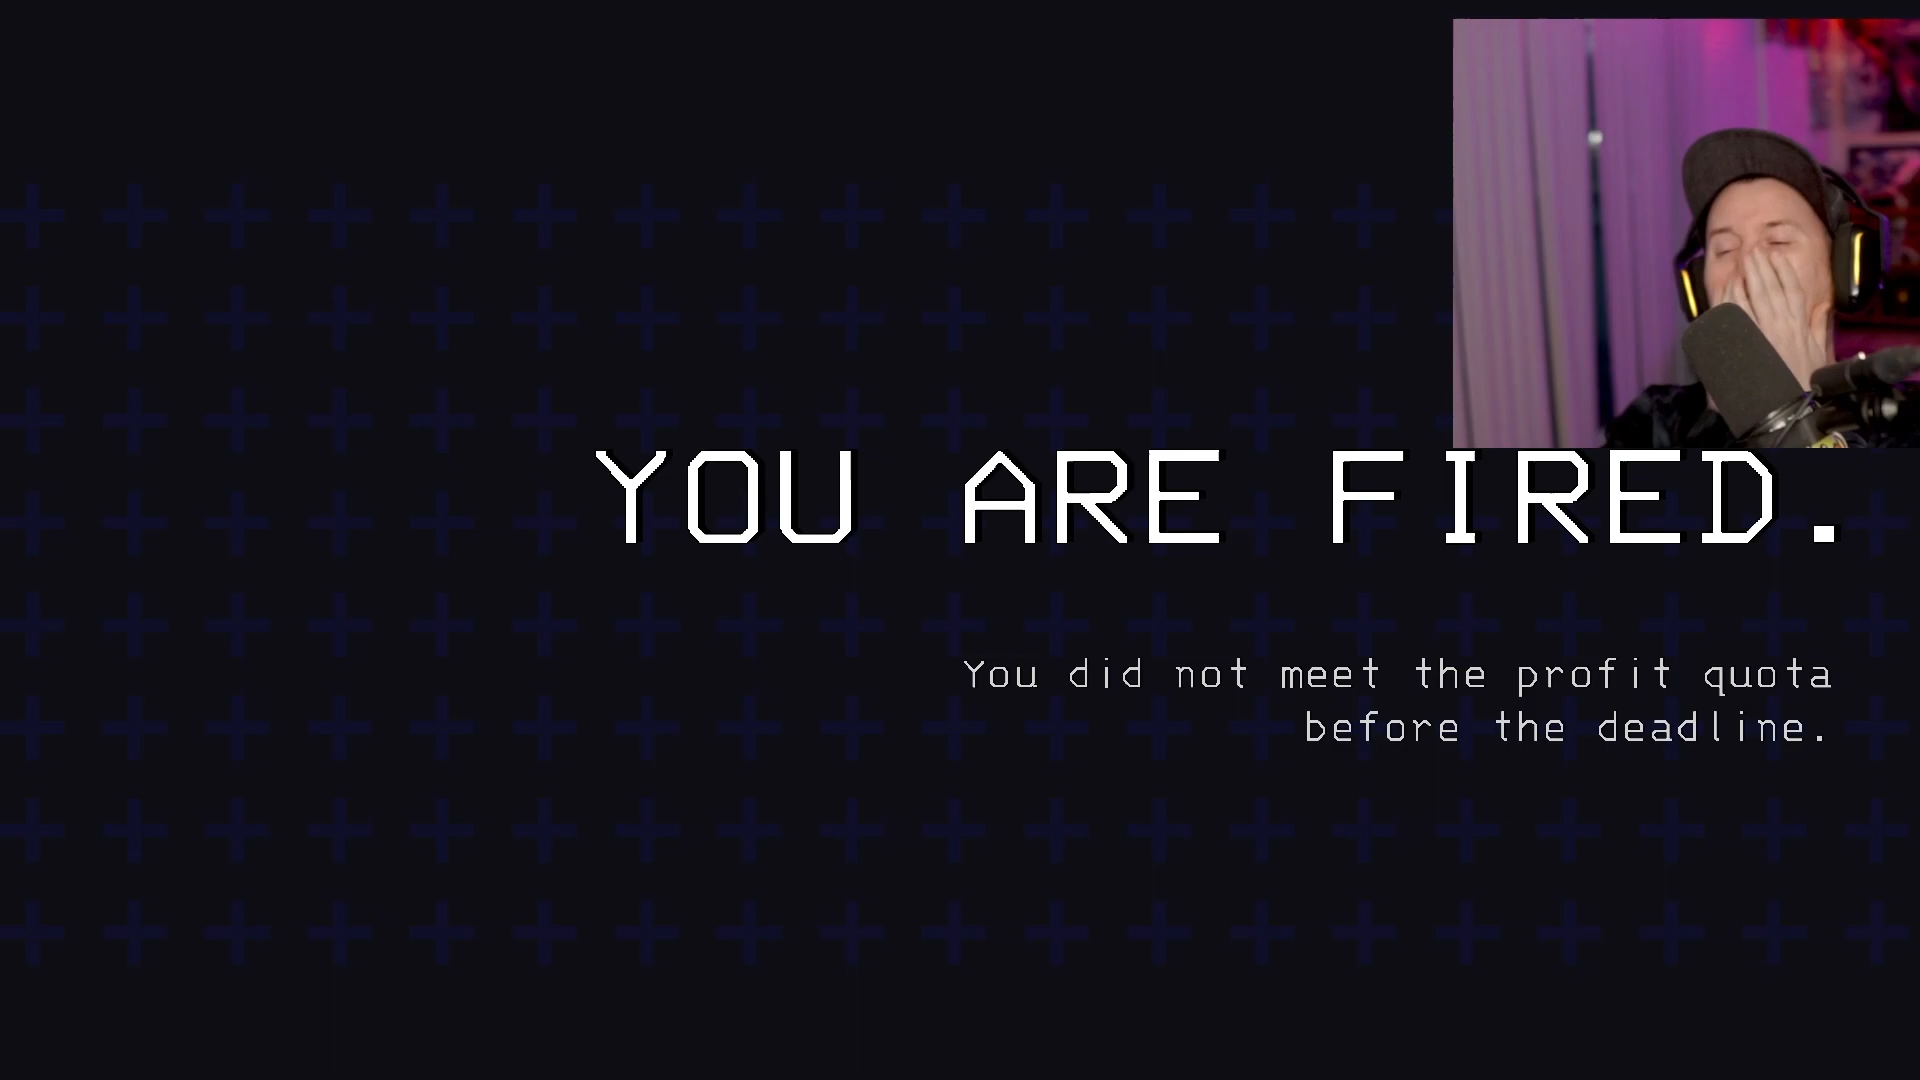 YOU ARE FIRED.
You did not meet the profit quota
before the deadline.